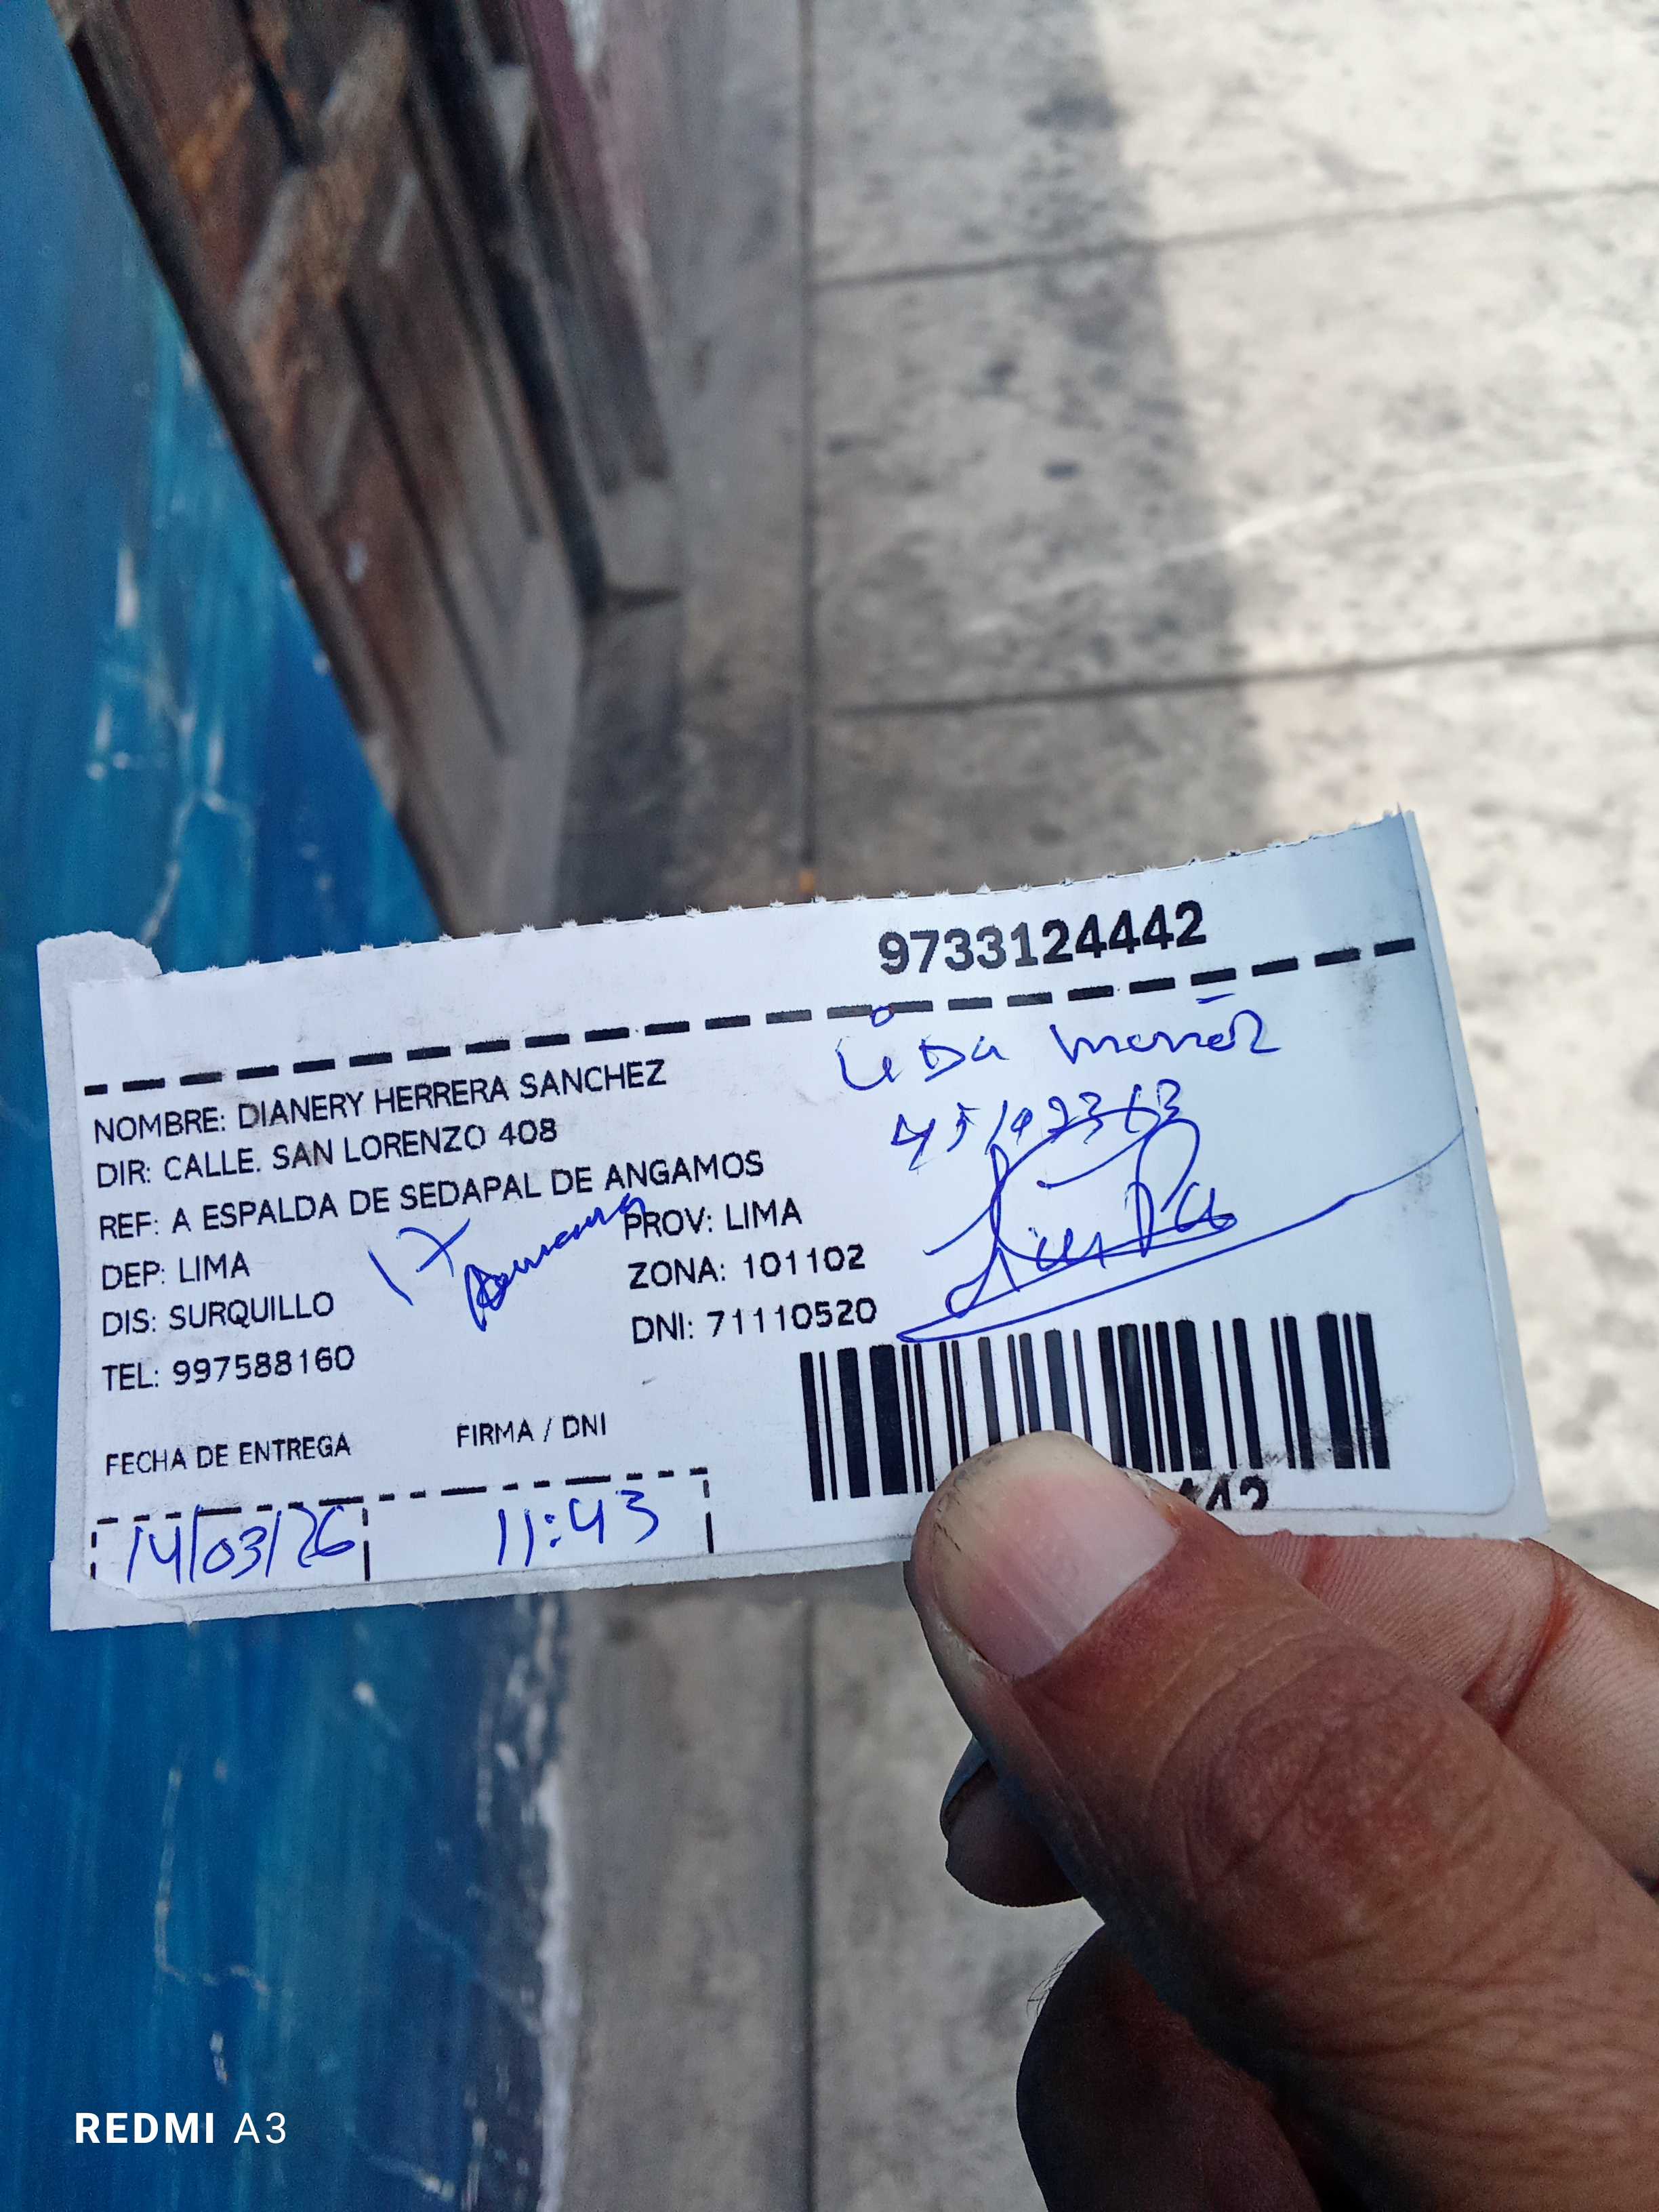 9733124442
NOMBRE: DIANERY HERRERA SANCHEZ
DIR: CALLE. SAN LORENZO 408
REF: A ESPALDA DE SEDAPAL DE ANGAMOS
DEP: LIMA
PROV: LIMA
DIS: SURQUILLO
ZONA: 101102
TEL: 997588160
DNI: 71110520
FECHA DE ENTREGA
FIRMA / DNI
14/03/26
11:43
442
REDMI A3